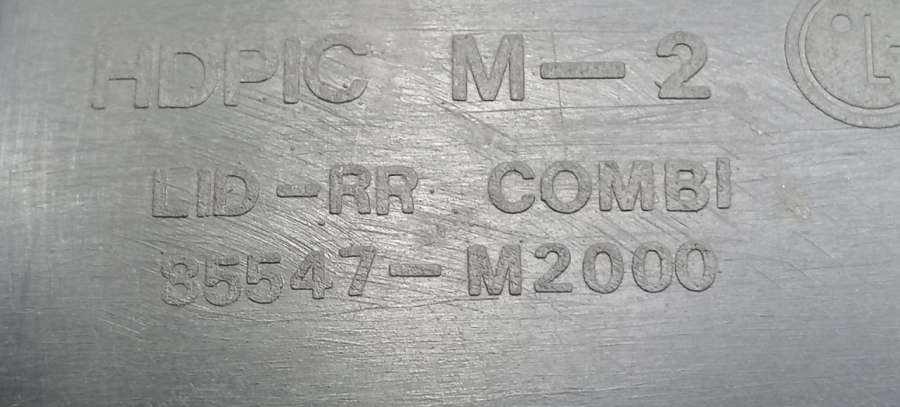 HDPIC M-2
LID-RR COMBI
85547-M2000